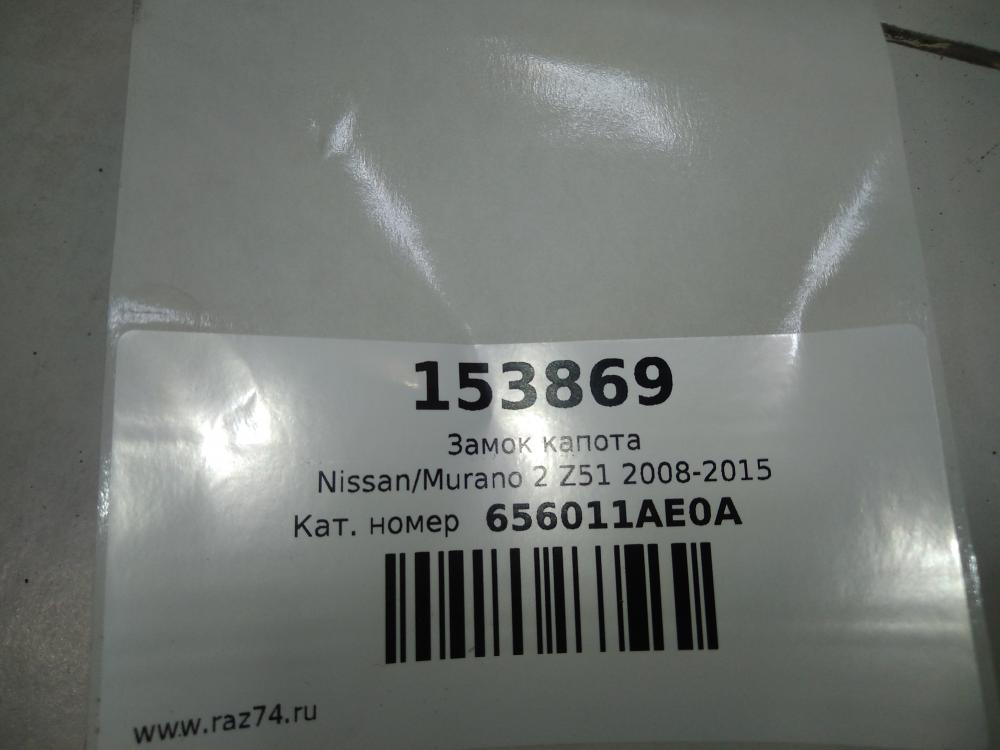 153869
Замок капота
Nissan/Murano 2 Z51 2008-2015
Кат. номер 656011AE0A
www.raz74.ru